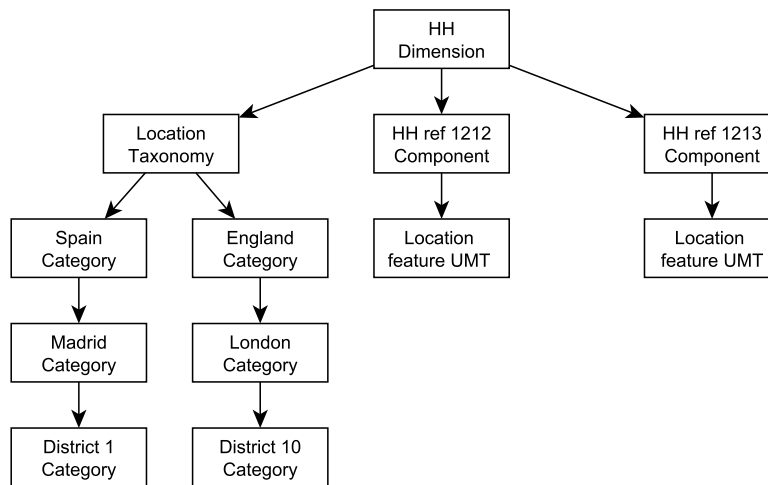 HH
Dimension
Location
Taxonomy
HH ref 1212
Component
HH ref 1213
Component
Spain
Category
England
Category
Location
feature UMT
Location
feature UMT
Madrid
Category
London
Category
District 1
Category
District 10
Category